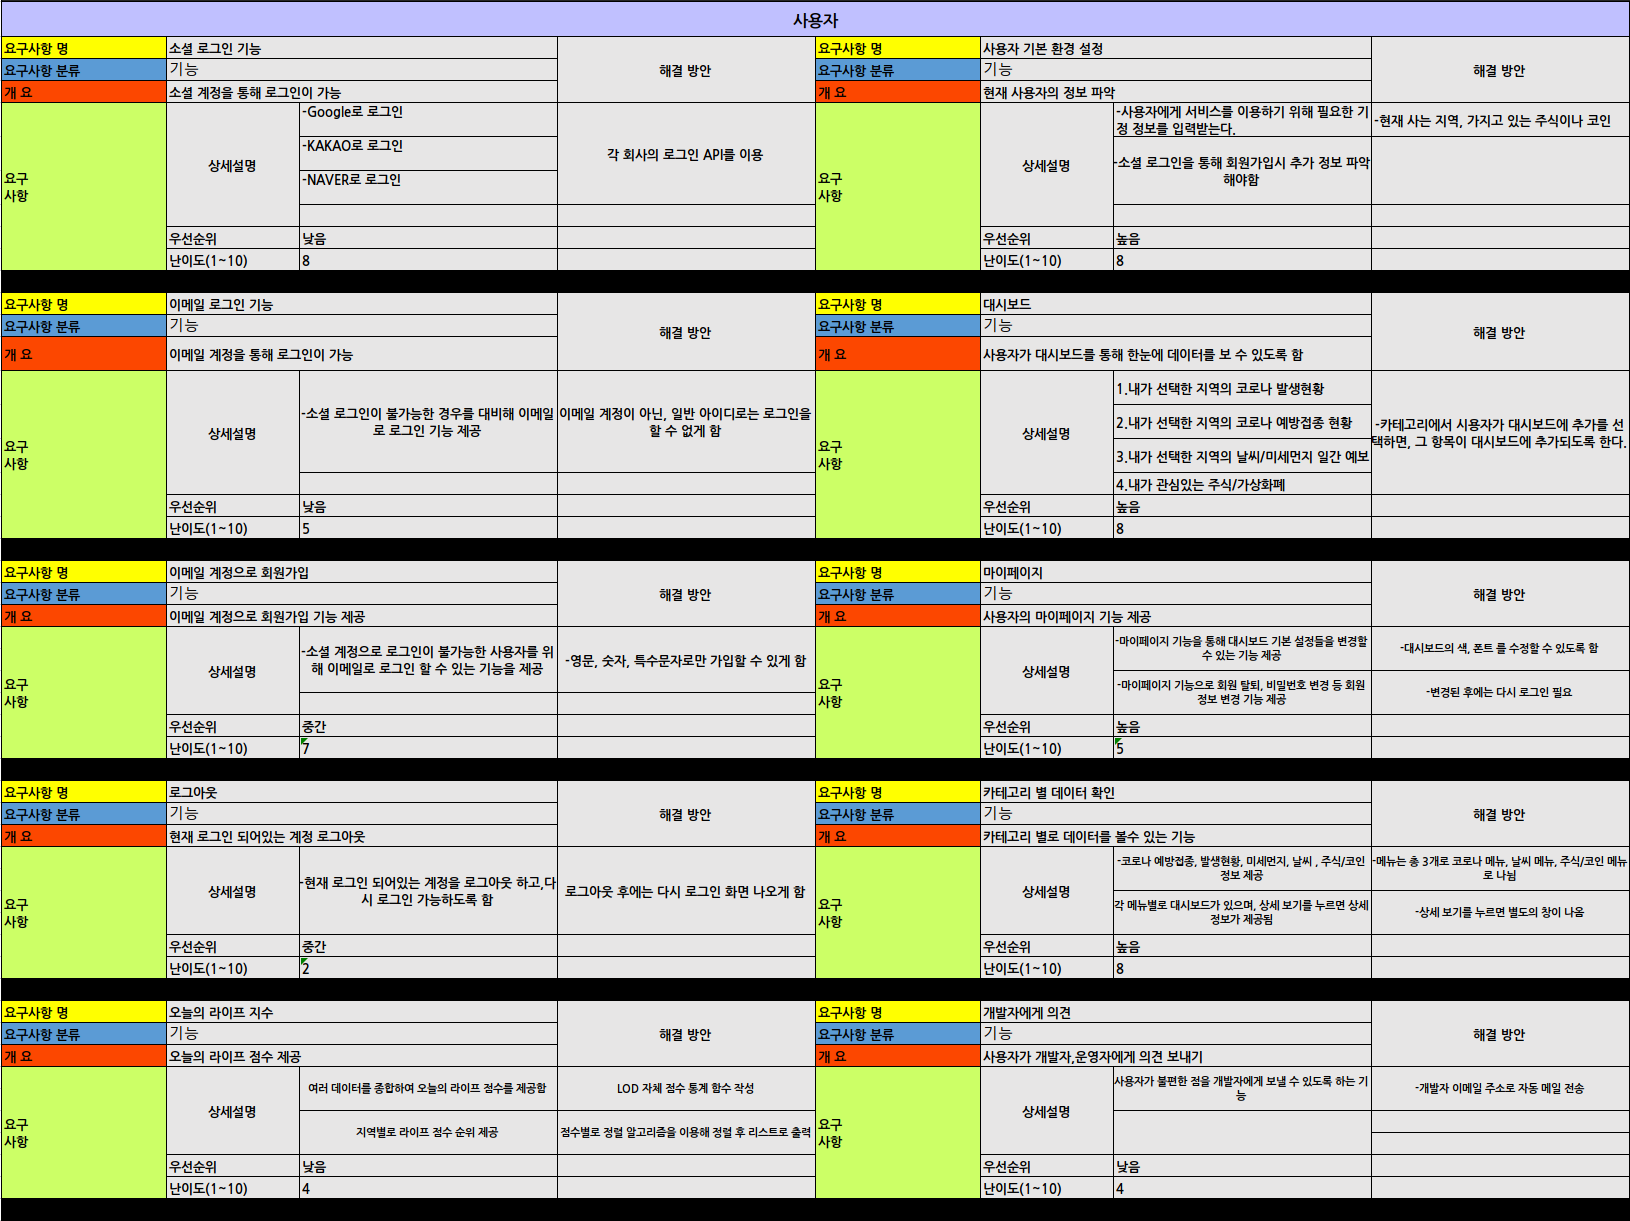 사용자
요구사항 명
소셜 로그인 기능
해결 방안
요구사항 분류
기능
개 요
소셜 계정을 통해 로그인이 가능
요구
사항
상세설명
-Google로 로그인
-KAKAO로 로그인
-NAVER로 로그인
각 회사의 로그인 API를 이용
우선순위
낮음
난이도(1~10)
8
요구사항 명
사용자 기본 환경 설정
해결 방안
요구사항 분류
기능
개 요
현재 사용자의 정보 파악
요구
사항
상세설명
-사용자에게 서비스를 이용하기 위해 필요한 기
정 정보를 입력받는다.
-현재 사는 지역, 가지고 있는 주식이나 코인
-소셜 로그인을 통해 회원가입시 추가 정보 파악
해야함
우선순위
높음
난이도(1~10)
8
요구사항 명
이메일 로그인 기능
해결 방안
요구사항 분류
기능
개 요
이메일 계정을 통해 로그인이 가능
요구
사항
상세설명
-소셜 로그인이 불가능한 경우를 대비해 이메일
로 로그인 기능 제공
이메일 계정이 아닌, 일반 아이디로는 로그인을
할 수 없게 함
우선순위
낮음
난이도(1~10)
5
요구사항 명
대시보드
해결 방안
요구사항 분류
기능
개 요
사용자가 대시보드를 통해 한눈에 데이터를 보 수 있도록 함
요구
사항
상세설명
1.내가 선택한 지역의 코로나 발생현황
2.내가 선택한 지역의 코로나 예방접종 현황
3.내가 선택한 지역의 날씨/미세먼지 일간 예보
4.내가 관심있는 주식/가상화폐
-카테고리에서 시용자가 대시보드에 추가를 선
택하면, 그 항목이 대시보드에 추가되도록 한다.
우선순위
높음
난이도(1~10)
8
요구사항 명
이메일 계정으로 회원가입
해결 방안
요구사항 분류
기능
개 요
이메일 계정으로 회원가입 기능 제공
요구
사항
상세설명
-소셜 계정으로 로그인이 불가능한 사용자를 위
해 이메일로 로그인 할 수 있는 기능을 제공
-영문, 숫자, 특수문자로만 가입할 수 있게 함
우선순위
중간
난이도(1~10)
7
요구사항 명
마이페이지
해결 방안
요구사항 분류
기능
개 요
사용자의 마이페이지 기능 제공
요구
사항
상세설명
-마이페이지 기능을 통해 대시보드 기본 설정들을 변경할
수 있는 기능 제공
-대시보드의 색, 폰트 를 수정할 수 있도록 함
-마이페이지 기능으로 회원 탈퇴, 비밀번호 변경 등 회원
정보 변경 기능 제공
-변경된 후에는 다시 로그인 필요
우선순위
높음
난이도(1~10)
5
요구사항 명
로그아웃
해결 방안
요구사항 분류
기능
개 요
현재 로그인 되어있는 계정 로그아웃
요구
사항
상세설명
-현재 로그인 되어있는 계정을 로그아웃 하고,다
시 로그인 가능하도록 함
로그아웃 후에는 다시 로그인 화면 나오게 함
우선순위
중간
난이도(1~10)
2
요구사항 명
카테고리 별 데이터 확인
해결 방안
요구사항 분류
기능
개 요
카테고리 별로 데이터를 볼수 있는 기능
요구
사항
상세설명
-코로나 예방접종, 발생현황, 미세먼지, 날씨 , 주식/코인
정보 제공
-메뉴는 총 3개로 코로나 메뉴, 날씨 메뉴, 주식/코인 메뉴
로 나님
각 메뉴별로 대시보드가 있으며, 상세 보기를 누르면 상세
정보가 제공됨
-상세 보기를 누르면 별도의 창이 나옴
우선순위
높음
난이도(1~10)
8
요구사항 명
오늘의 라이프 지수
해결 방안
요구사항 분류
기능
개 요
오늘의 라이프 점수 제공
요구
사항
상세설명
여러 데이터를 종합하여 오늘의 라이프 점수를 제공함
LOD 자체 점수 통계 함수 작성
지역별로 라이프 점수 순위 제공
점수별로 정렬 알고리즘을 이용해 정렬 후 리스트로 출력
우선순위
낮음
난이도(1~10)
4
요구사항 명
개발자에게 의견
해결 방안
요구사항 분류
기능
개 요
사용자가 개발자,운영자에게 의견 보내기
요구
사항
상세설명
사용자가 불편한 점을 개발자에게 보낼 수 있도록 하는 기
능
-개발자 이메일 주소로 자동 메일 전송
우선순위
낮음
난이도(1~10)
4